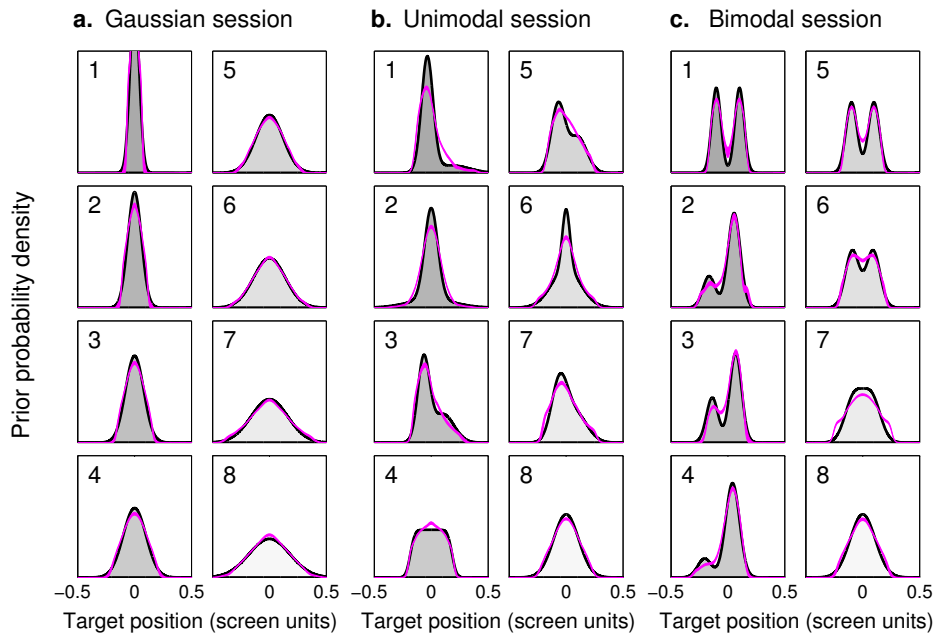 a. Gaussian session
b. Unimodal session
c. Bimodal session
Prior probability density
1 5
2 6
3 7
4 8
1 5
2 6
3 7
4 8
1 5
2 6
3 7
4 8
−0.5 0 0.5 0 0.5
−0.5 0 0.5 0 0.5
−0.5 0 0.5 0 0.5
Target position (screen units)
Target position (screen units)
Target position (screen units)